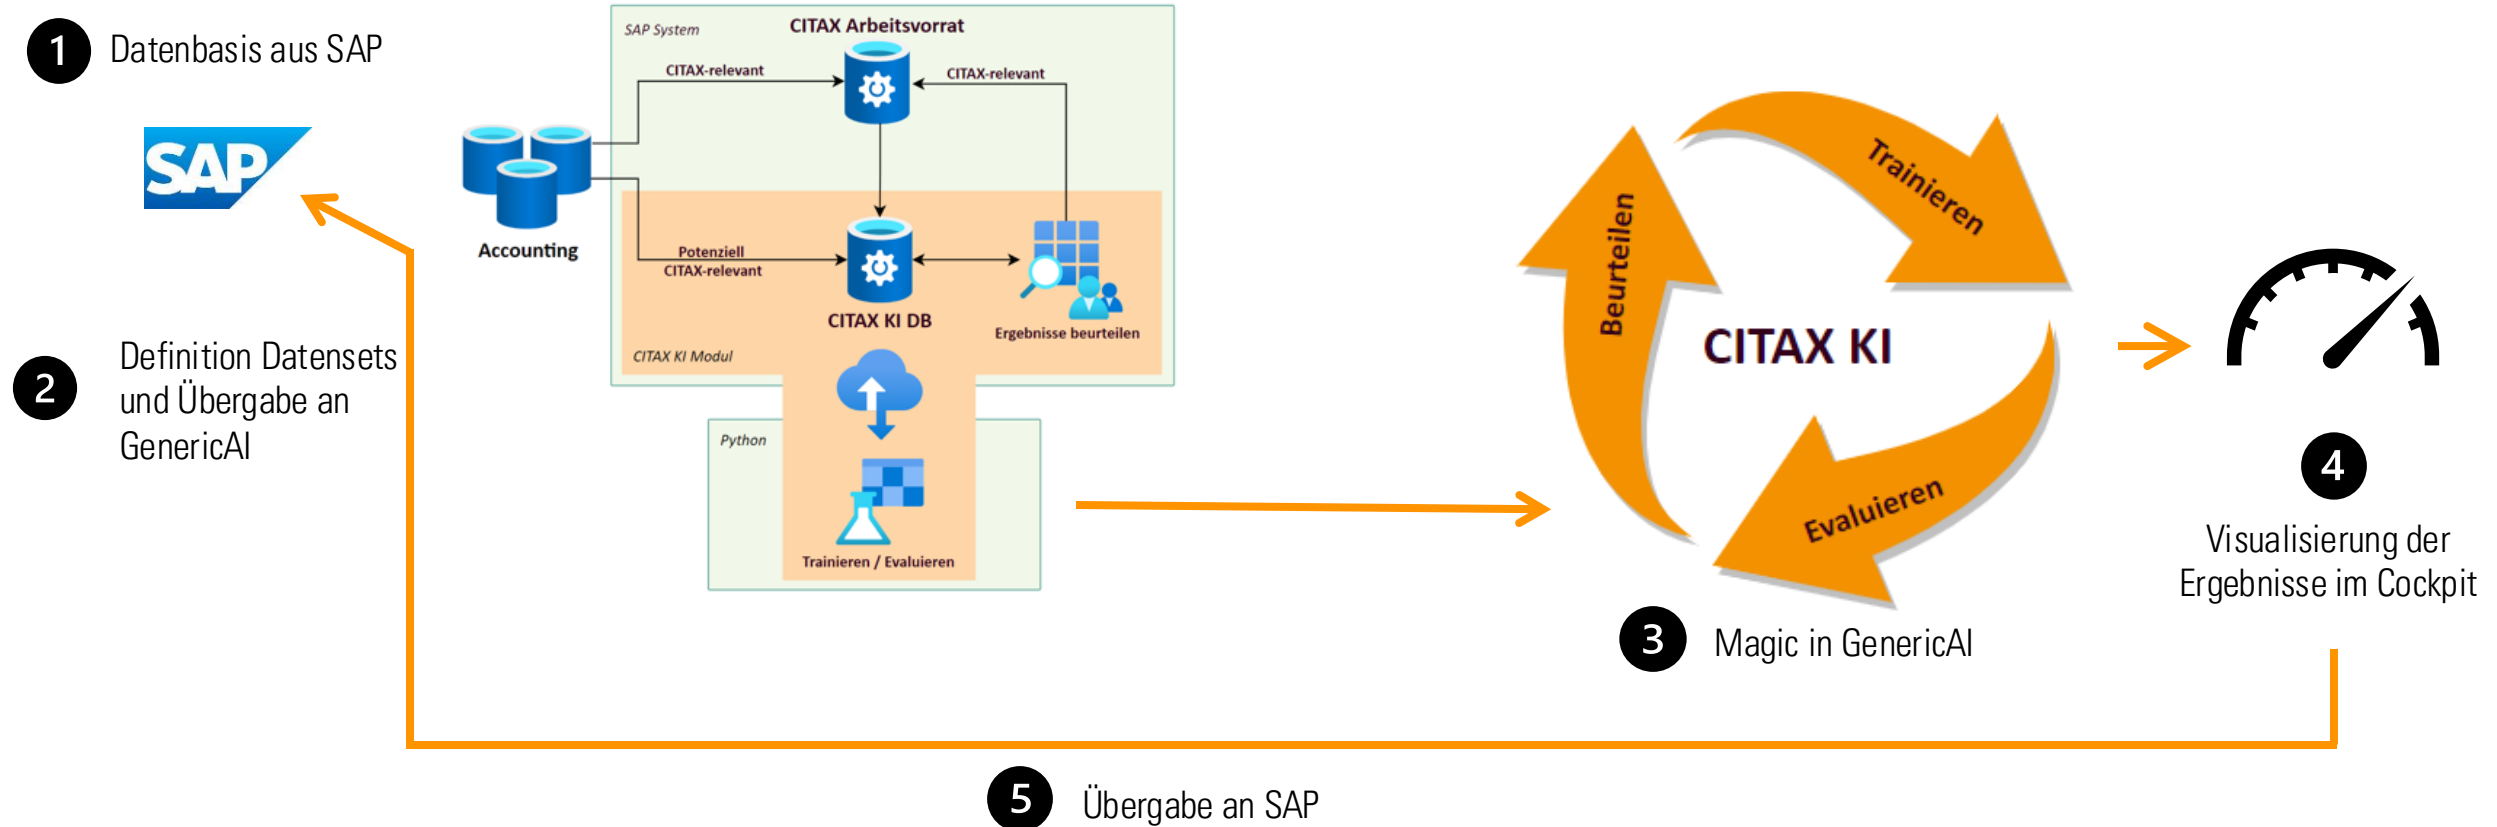 1 Datenbasis aus SAP
SAP
2 Definition Datensets
und Übergabe an
GenericAI
SAP System
CITAX Arbeitsvorrat
CITAX-relevant
CITAX-relevant
Accounting
Potenziell
CITAX-relevant
CITAX KI DB
Ergebnisse beurteilen
CITAX KI Modul
Python
Trainieren / Evaluieren
Beurteilen
Trainieren
CITAX KI
Evaluieren
3 Magic in GenericAI
4
Visualisierung der
Ergebnisse im Cockpit
5 Übergabe an SAP